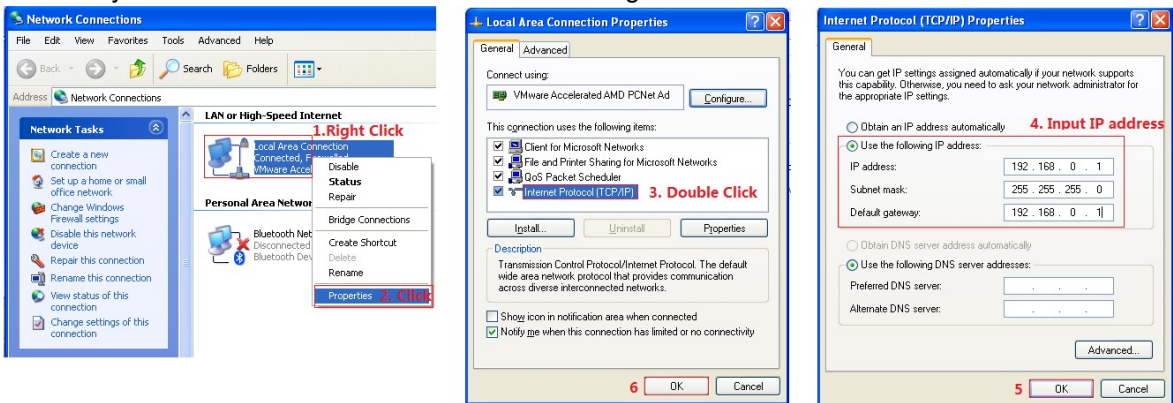 Network Connections
File Edit View Favorites Tools Advanced Help
Back Search Folders
Address Network Connections
Network Tasks
Create a new
connection
Set up a home or small
office network
Change Windows
Firewall settings
Disable this network
device
Repair this connection
Rename this connection
View status of this
connection
Change settings of this
connection
LAN or High-Speed Internet
1.Right Click
Local Area Connection
Connected,
VMware Accel
Personal Area Networ
Bluetooth Net
Disconnected
Bluetooth Dev
Disable
Status
Repair
Bridge Connections
Create Shortcut
Delete
Rename
Properties 2. Click
Local Area Connection Properties
General Advanced
Connect using:
VMware Accelerated AMD PCNet Ad Configure...
This connection uses the following items:
Client for Microsoft Networks
File and Printer Sharing for Microsoft Networks
QoS Packet Scheduler
Internet Protocol (TCP/IP) 3. Double Click
Install... Uninstall Properties
Description
Transmission Control Protocol/Internet Protocol. The default
wide area network protocol that provides communication
across diverse interconnected networks.
Show icon in notification area when connected
Notify me when this connection has limited or no connectivity
6 OK Cancel
Internet Protocol (TCP/IP) Properties
General
You can get IP settings assigned automatically if your network supports
this capability. Otherwise, you need to ask your network administrator for
the appropriate IP settings.
Obtain an IP address automatically 4. Input IP address
Use the following IP address:
IP address: 192 . 168 . 0 . 1
Subnet mask: 255 . 255 . 255 . 0
Default gateway: 192 . 168 . 0 . 1
Obtain DNS server address automatically
Use the following DNS server addresses:
Preferred DNS server: . . .
Alternate DNS server: . . .
Advanced...
5 OK Cancel